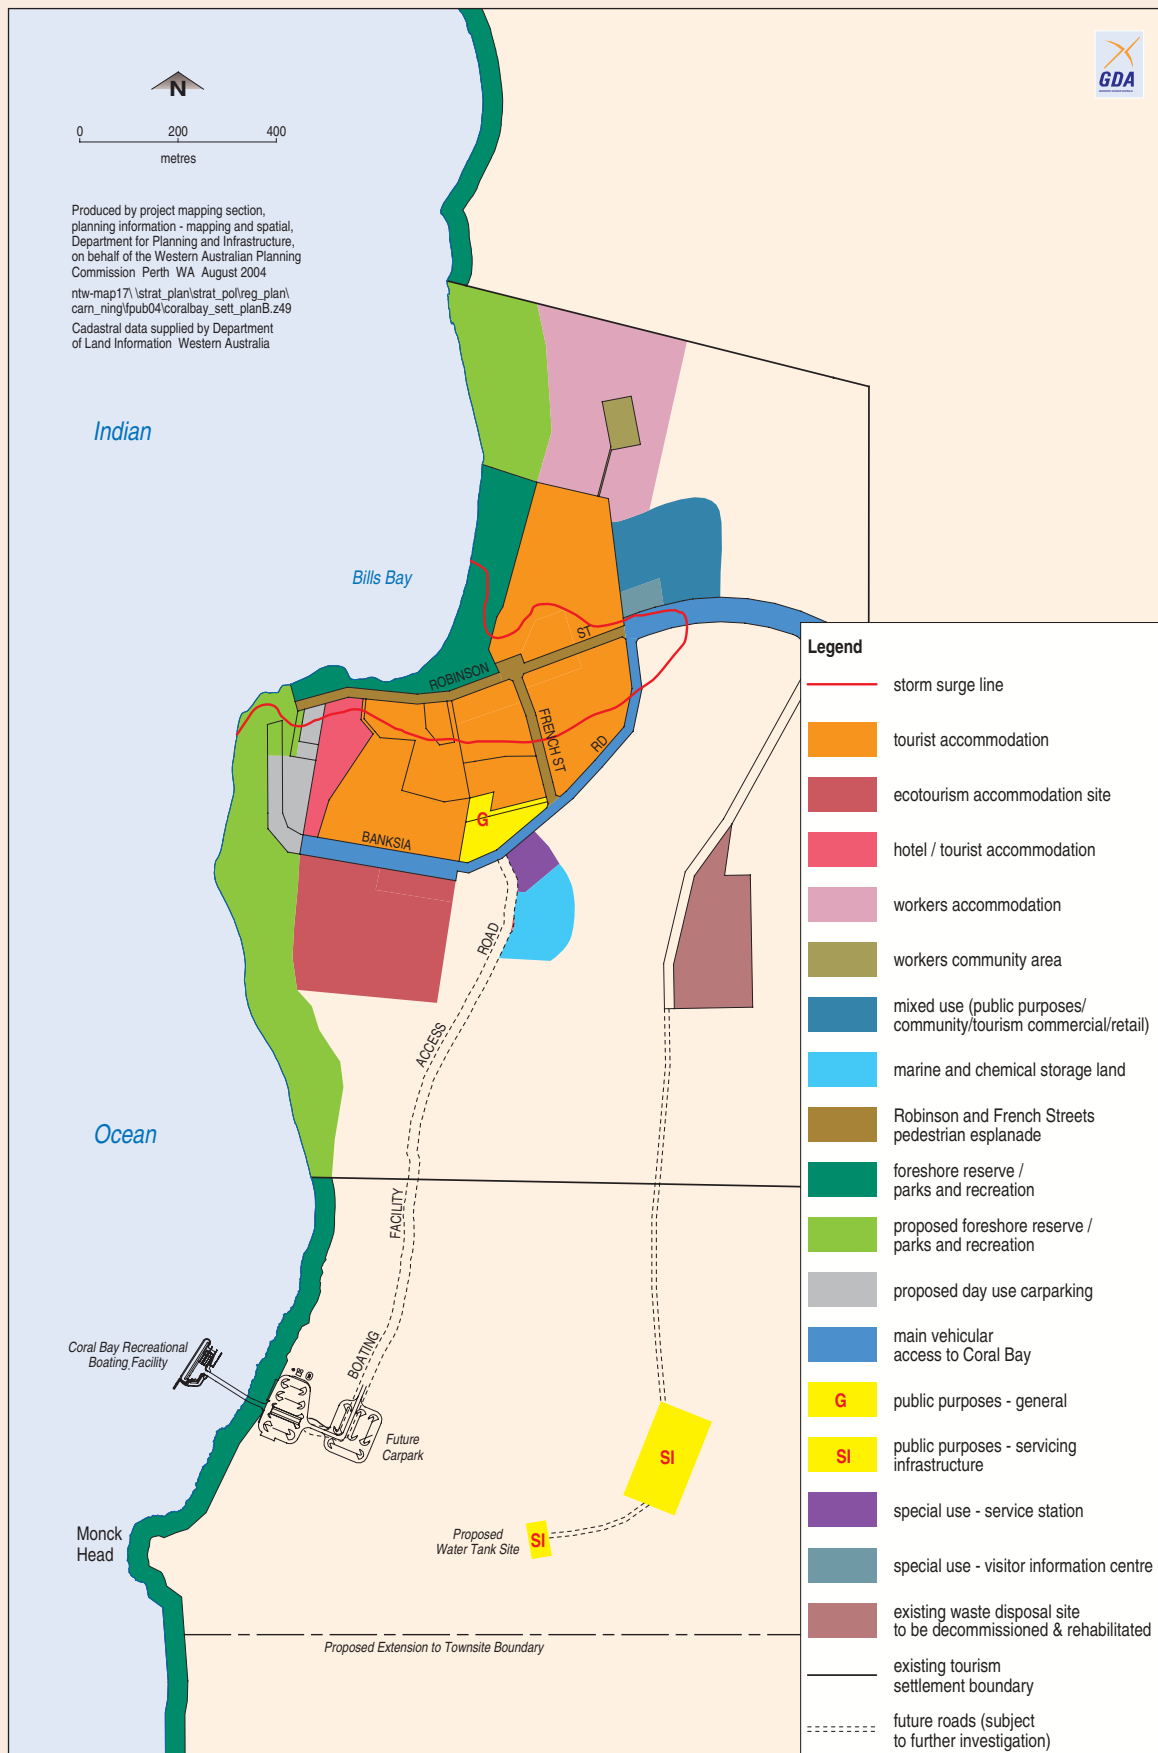 GDA
N
0 200 400
metres
Produced by project mapping section,
planning information - mapping and spatial,
Department for Planning and Infrastructure,
on behalf of the Western Australian Planning
Commission Perth WA August 2004
ntw-map17\ \strat_plan\strat_pol\reg_plan\
carn_ning\fpub04\coralbay_sett_planB.z49
Cadastral data supplied by Department
of Land Information Western Australia
Indian
Bills Bay
ROBINSON
ST
FRENCH ST
RD
G
BANKSIA
ROAD
ACCESS
Ocean
FACILITY
BOATING
Coral Bay Recreational
Boating Facility
Future
Carpark
SI
Monck
Head
Proposed
Water Tank Site
SI
Proposed Extension to Townsite Boundary
Legend
storm surge line
tourist accommodation
ecotourism accommodation site
hotel / tourist accommodation
workers accommodation
workers community area
mixed use (public purposes/
community/tourism commercial/retail)
marine and chemical storage land
Robinson and French Streets
pedestrian esplanade
foreshore reserve /
parks and recreation
proposed foreshore reserve /
parks and recreation
proposed day use carparking
main vehicular
access to Coral Bay
G public purposes - general
SI public purposes - servicing
infrastructure
special use - service station
special use - visitor information centre
existing waste disposal site
to be decommissioned & rehabilitated
existing tourism
settlement boundary
future roads (subject
to further investigation)